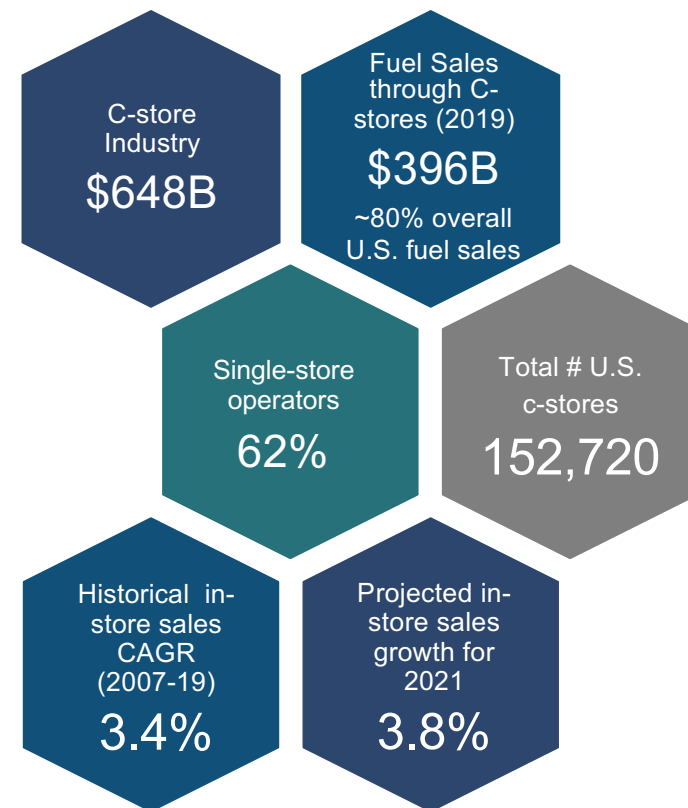 C-store
Industry
$648B
Fuel Sales
through C-
stores (2019)
$396B
~80% overall
U.S. fuel sales
Single-store
operators
62%
Total # U.S.
c-stores
152,720
Historical in-
store sales
CAGR
(2007-19)
3.4%
Projected in-
store sales
growth for
2021
3.8%